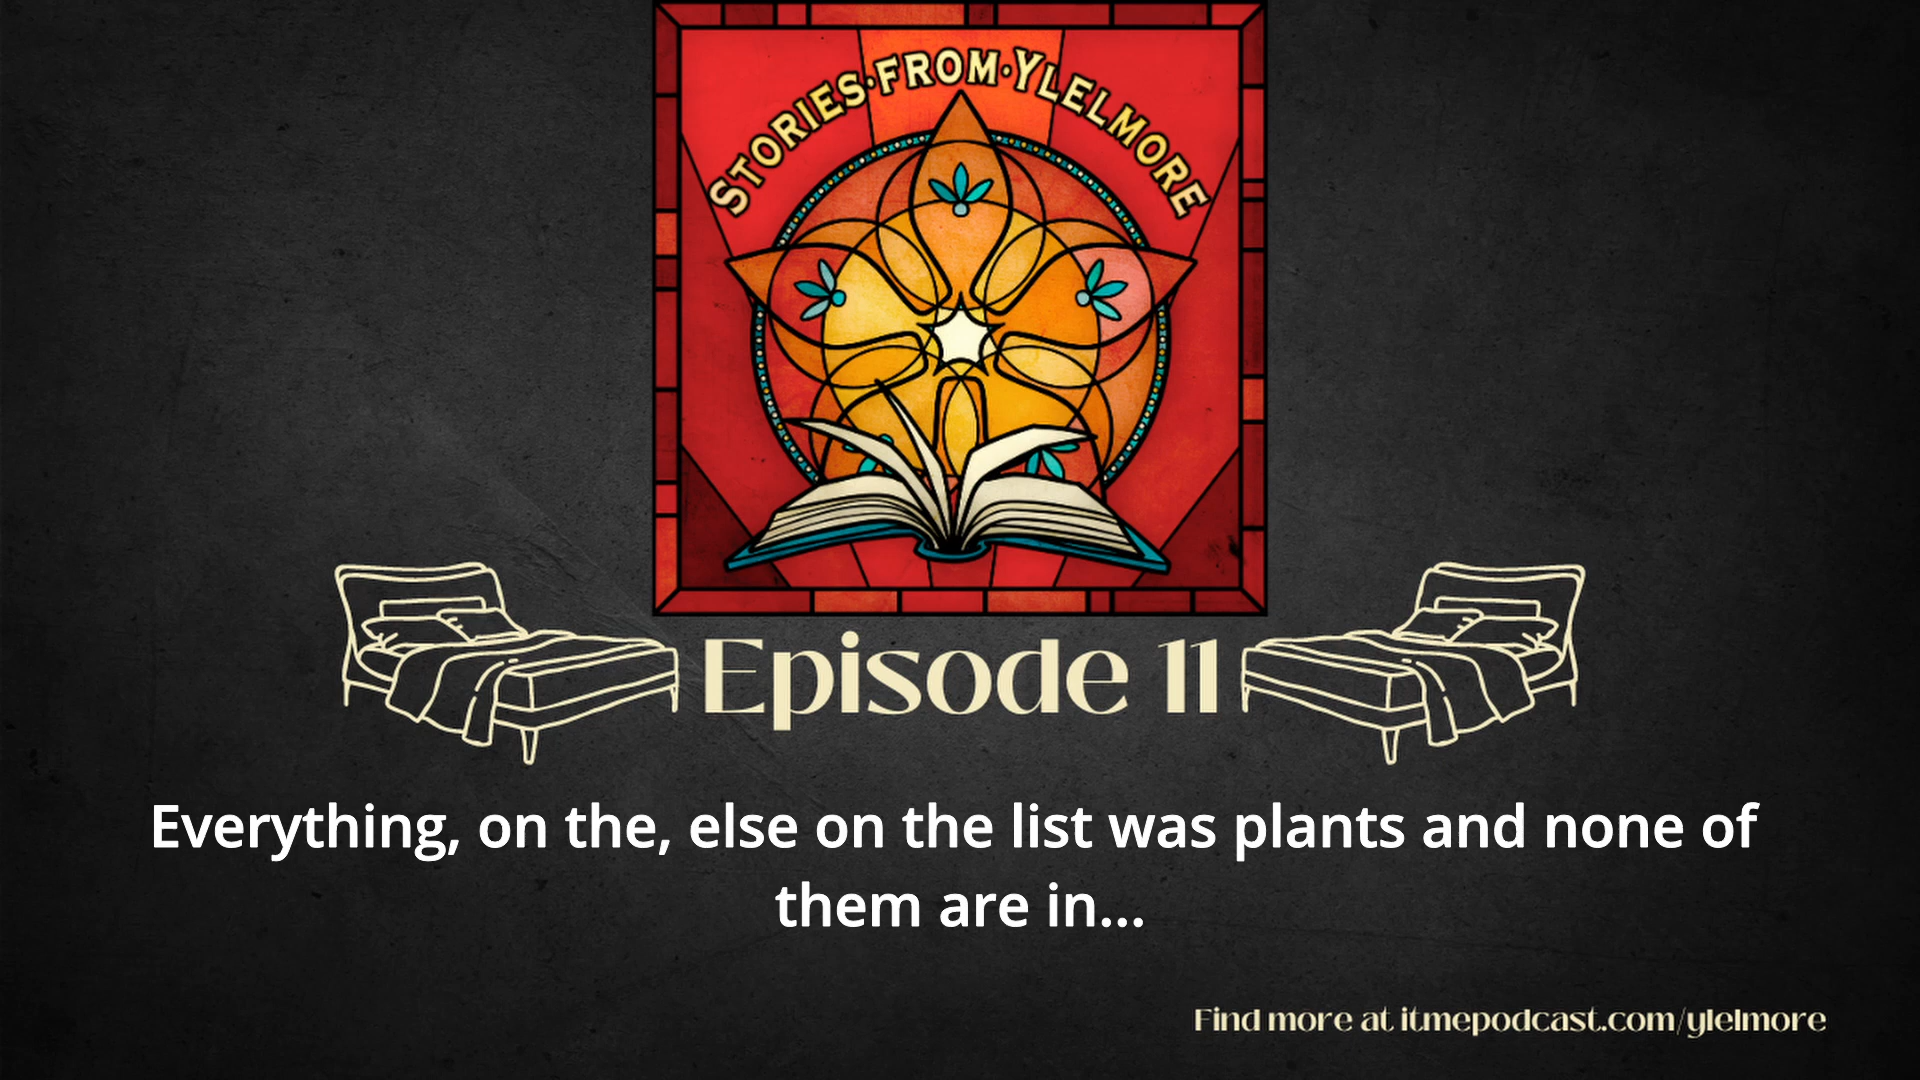 STORIES·FROM·YLELMORE
Episode 11
Everything, on the, else on the list was plants and none of
them are in...
Find more at itmepodcast.com/ylelmore